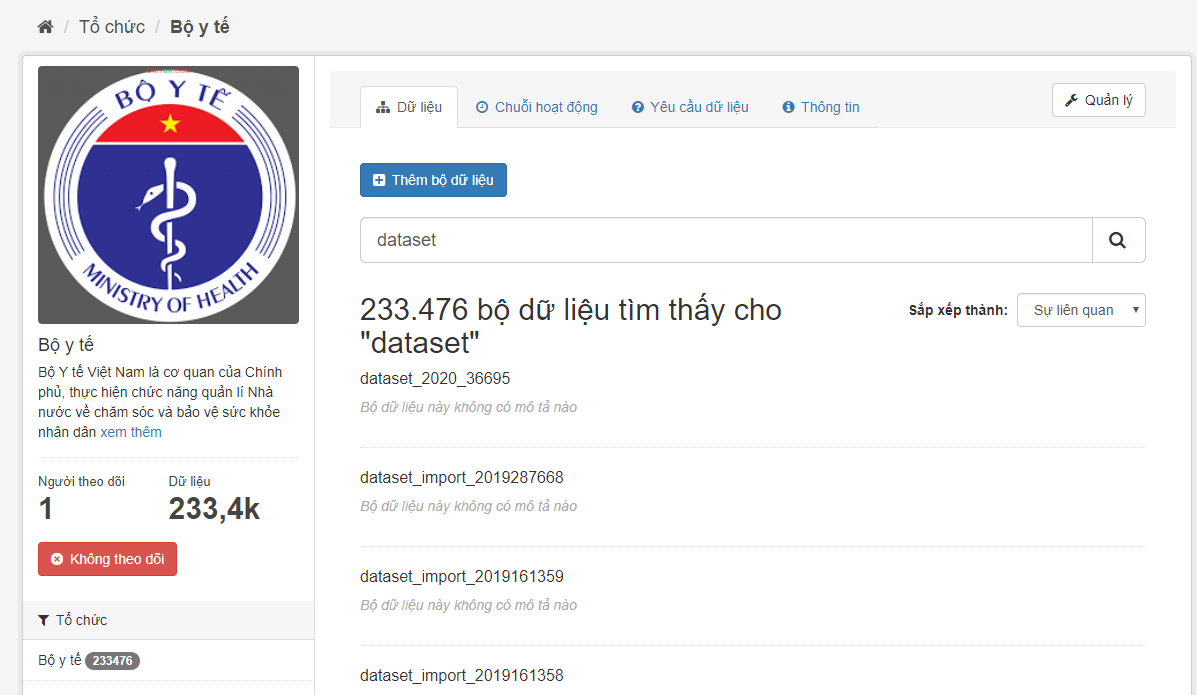 / Tổ chức / Bộ y tế
BỘ Y TẾ
MINISTRY OF HEALTH
Bộ y tế
Bộ Y tế Việt Nam là cơ quan của Chính
phủ, thực hiện chức năng quản lí Nhà
nước về chăm sóc và bảo vệ sức khỏe
nhân dân xem thêm
Người theo dõi Dữ liệu
1 233,4k
Không theo dõi
Tổ chức
Bộ y tế 233476
Dữ liệu Chuỗi hoạt động Yêu cầu dữ liệu Thông tin Quản lý
Thêm bộ dữ liệu
dataset
233.476 bộ dữ liệu tìm thấy cho
"dataset"
Sắp xếp thành: Sự liên quan
dataset_2020_36695
Bộ dữ liệu này không có mô tả nào
dataset_import_2019287668
Bộ dữ liệu này không có mô tả nào
dataset_import_2019161359
Bộ dữ liệu này không có mô tả nào
dataset_import_2019161358